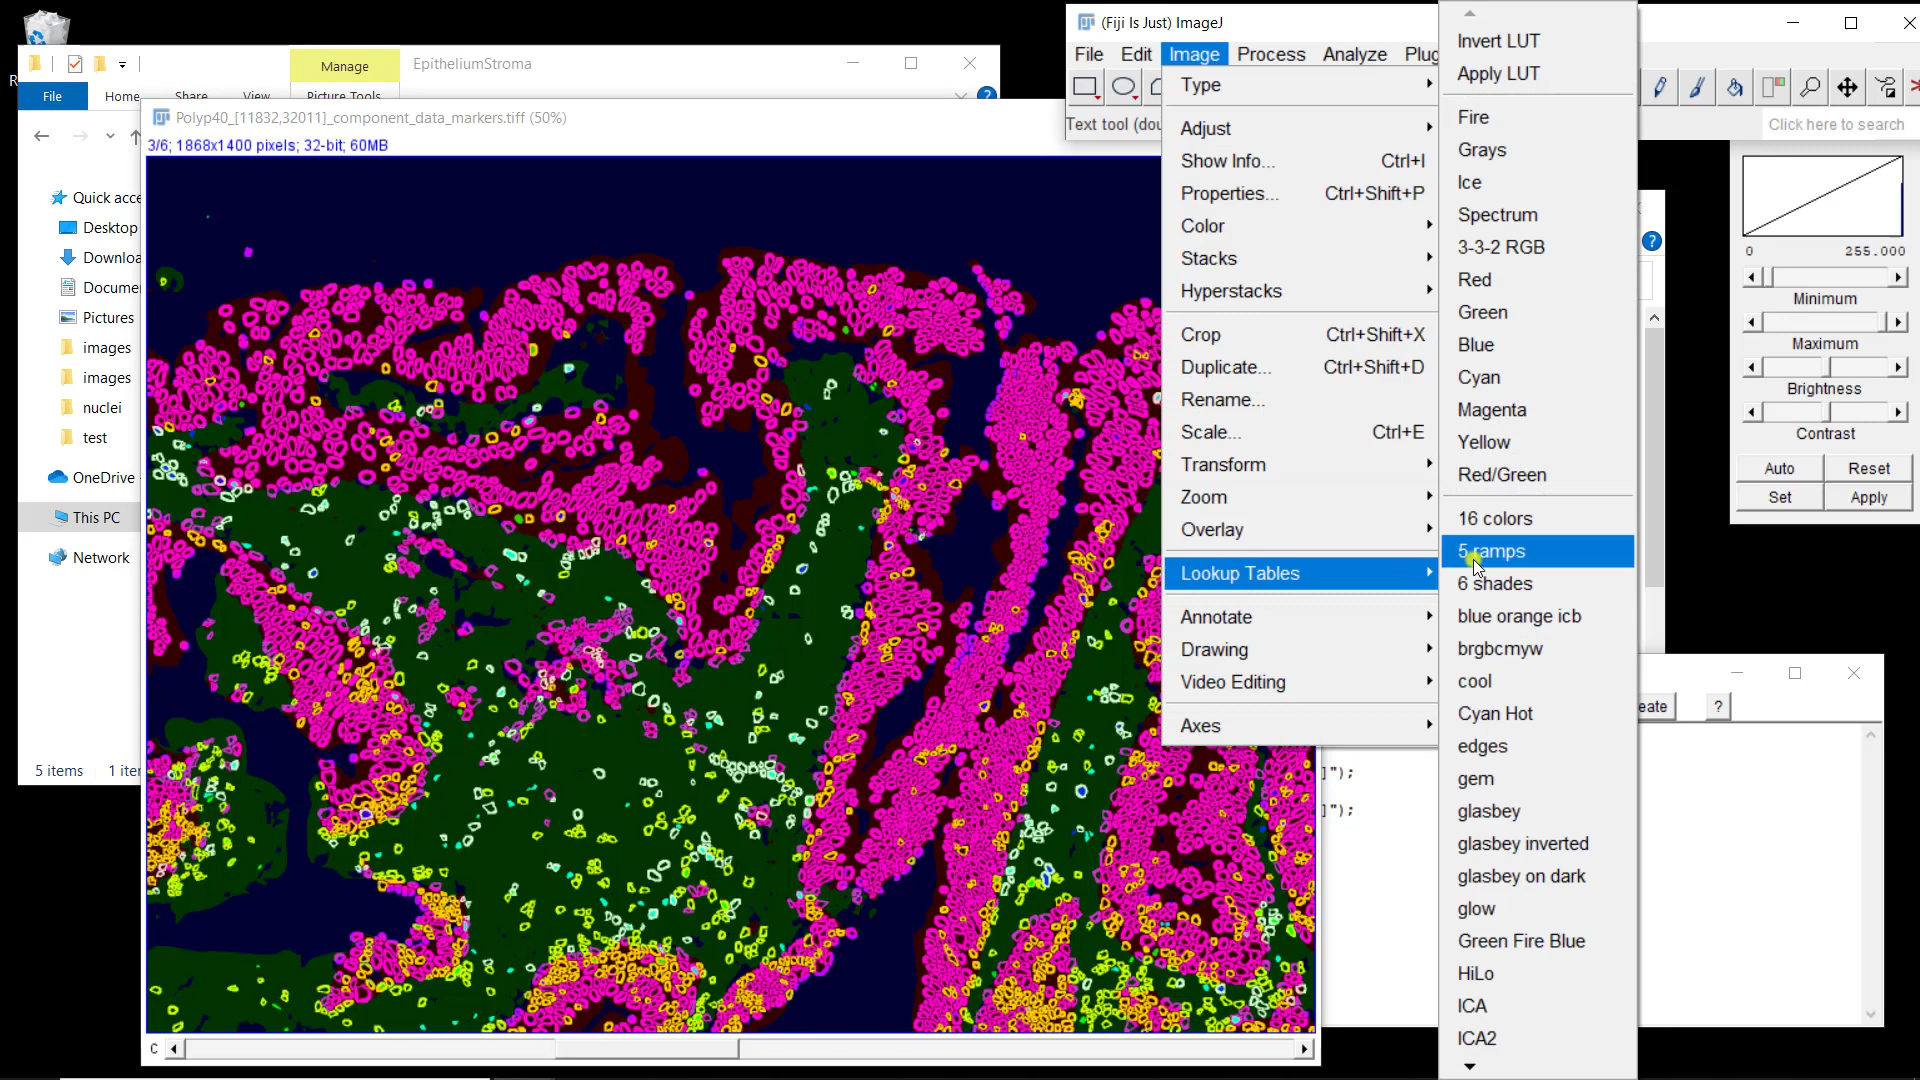 Manage
EpitheliumStroma
File
Home
Share
View
Picture Tools
Polyp40_[11832,32011]_component_data_markers.tiff (50%)
3/6; 1868x1400 pixels; 32-bit; 60MB
Quick acce
Desktop
Downloa
Docume
Pictures
images
images
nuclei
test
OneDrive
This PC
Network
5 items
1 iter
C
(Fiji Is Just) ImageJ
File
Edit
Image
Process
Analyze
Plug
Text tool (dou
Click here to search
Type
Adjust
Show Info... Ctrl+I
Properties... Ctrl+Shift+P
Color
Stacks
Hyperstacks
Crop Ctrl+Shift+X
Duplicate... Ctrl+Shift+D
Rename...
Scale... Ctrl+E
Transform
Zoom
Overlay
Lookup Tables
Annotate
Drawing
Video Editing
Axes
]");
]");
Invert LUT
Apply LUT
Fire
Grays
Ice
Spectrum
3-3-2 RGB
Red
Green
Blue
Cyan
Magenta
Yellow
Red/Green
16 colors
5 ramps
6 shades
blue orange icb
brgbcmyw
cool
Cyan Hot
edges
gem
glasbey
glasbey inverted
glasbey on dark
glow
Green Fire Blue
HiLo
ICA
ICA2
0 255.000
Minimum
Maximum
Brightness
Contrast
Auto
Reset
Set
Apply
eate
?